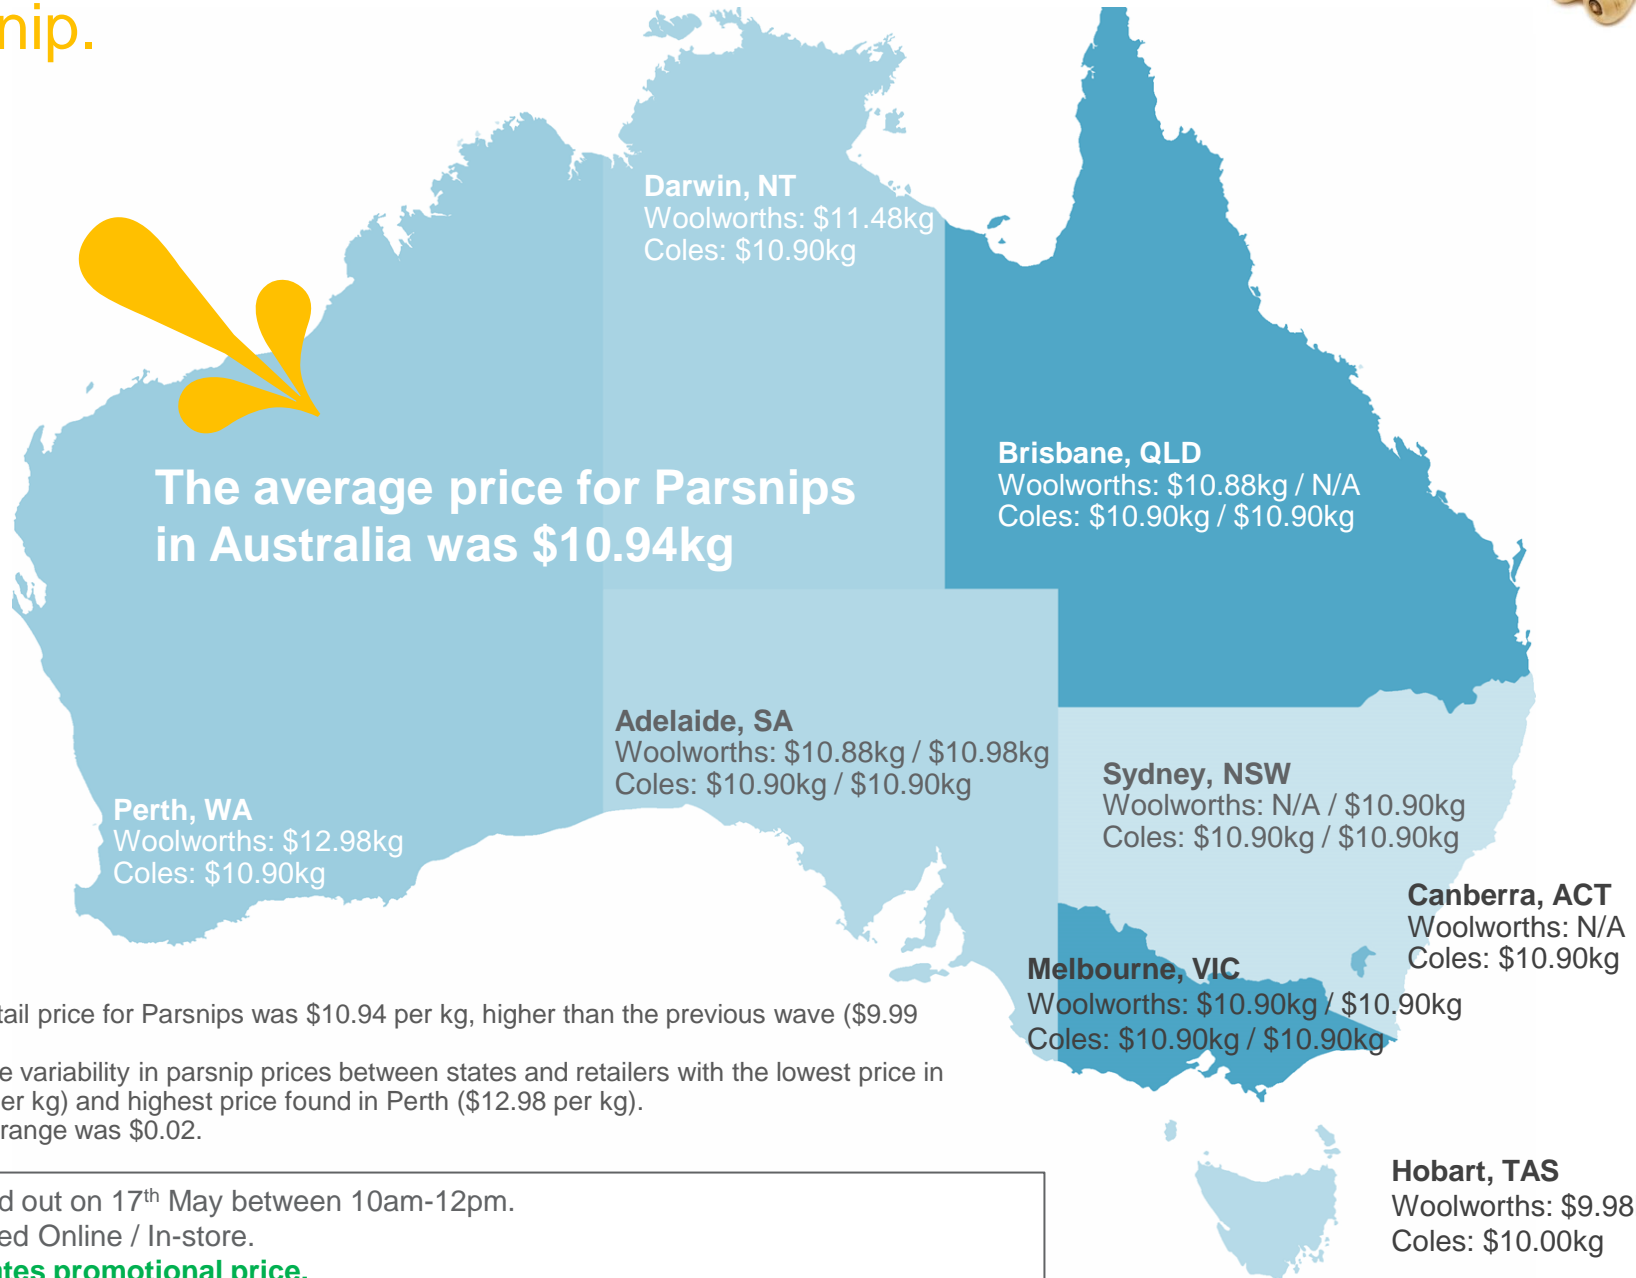 nip.
Darwin, NT
Woolworths: $11.48kg
Coles: $10.90kg
The average price for Parsnips
in Australia was $10.94kg
Brisbane, QLD
Woolworths: $10.88kg / N/A
Coles: $10.90kg / $10.90kg
Adelaide, SA
Woolworths: $10.88kg / $10.98kg
Coles: $10.90kg / $10.90kg
Sydney, NSW
Woolworths: N/A / $10.90kg
Coles: $10.90kg / $10.90kg
Perth, WA
Woolworths: $12.98kg
Coles: $10.90kg
Canberra, ACT
Woolworths: N/A
Coles: $10.90kg
Melbourne, VIC
Woolworths: $10.90kg / $10.90kg
Coles: $10.90kg / $10.90kg
tail price for Parsnips was $10.94 per kg, higher than the previous wave ($9.99
e variability in parsnip prices between states and retailers with the lowest price in
er kg) and highest price found in Perth ($12.98 per kg).
range was $0.02.
d out on 17th May between 10am-12pm.
ed Online / In-store.
tes promotional price.
Hobart, TAS
Woolworths: $9.98
Coles: $10.00kg